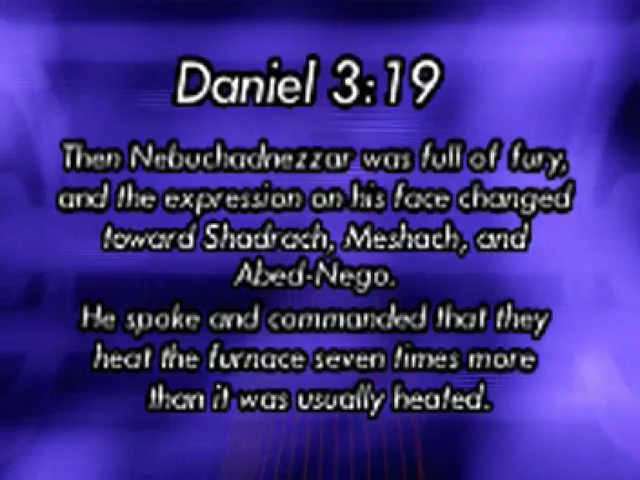 Daniel 3:19
Then Nebuchadnezzar was full of fury,
and the expression on his face changed
toward Shadrach, Meshach, and
Abed-Nego.
He spoke and commanded that they
heat the furnace seven times more
than it was usually heated.